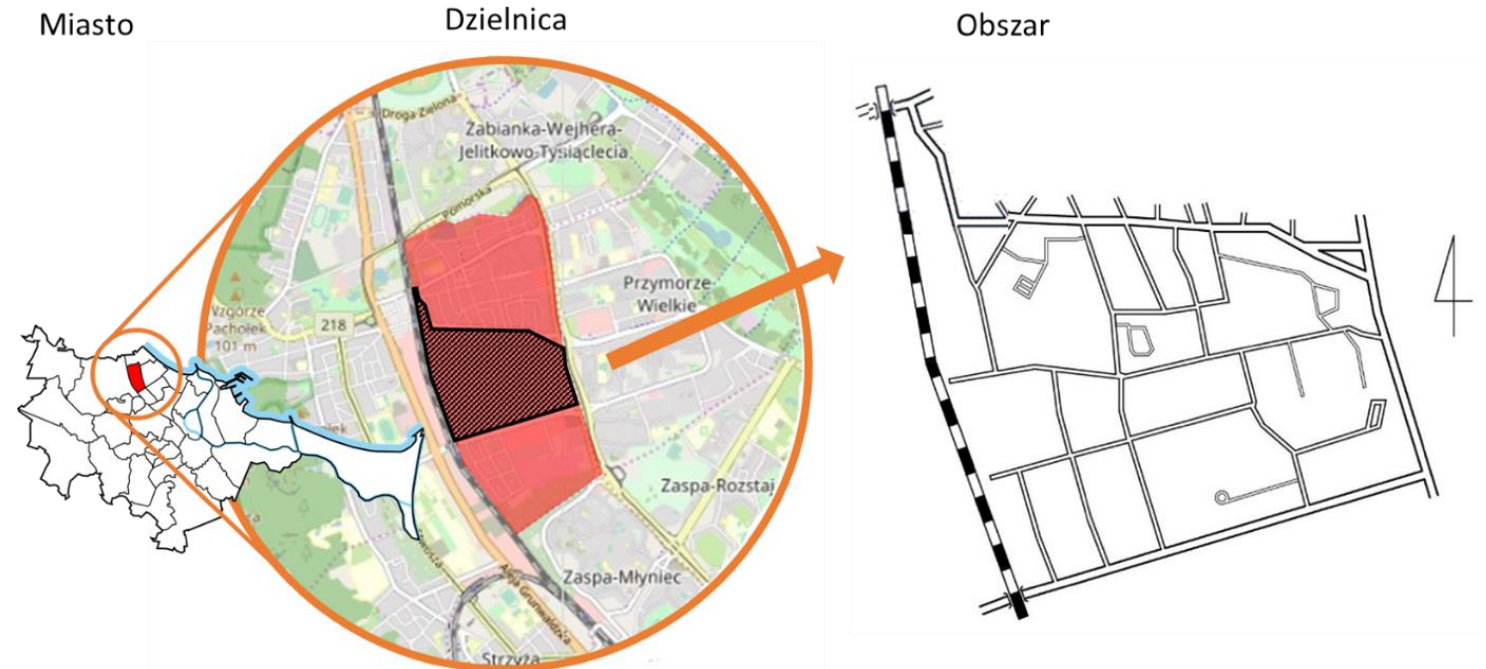 Miasto
Dzielnica
Obszar
Droga Zielona
Żabianka-Wejhera-
Jelitkowo-Tysiąclecia
Pomorska
Przymorze
Wielkie
Wzgórze
Pachołek
101 m
218
Zaspa-Rozstaj
Zaspa-Młyniec
Aleja Grunwaldzka
Strzyża